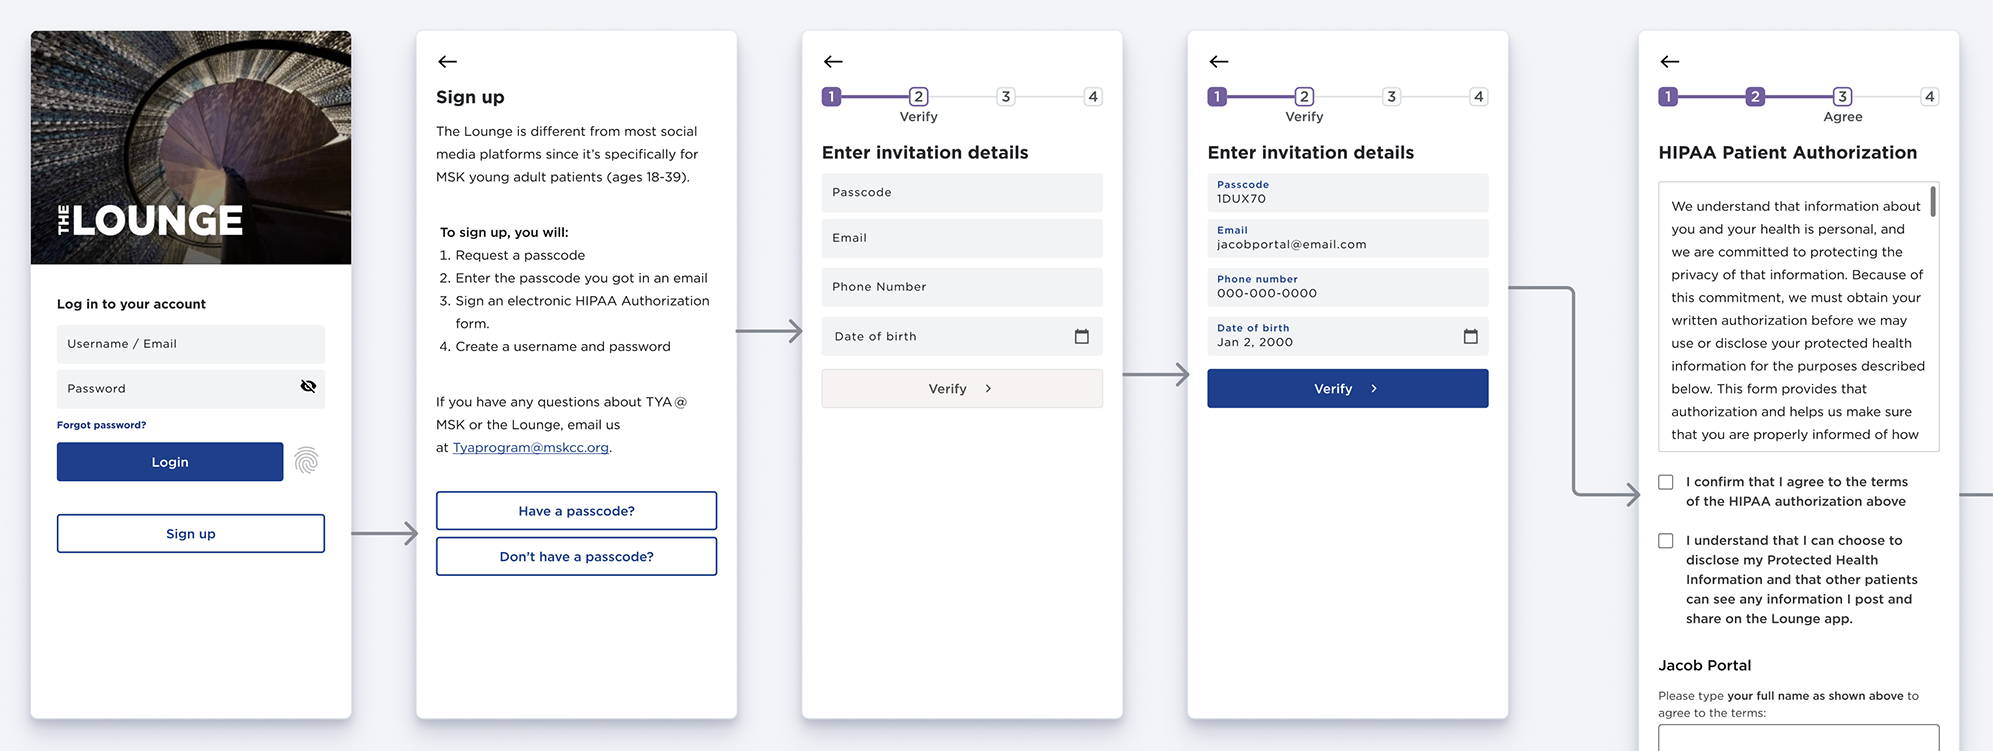 THE LOUNGE
Log in to your account
Username / Email
Password
Forgot password?
Login
Sign up
Sign up
The Lounge is different from most social
media platforms since it's specifically for
MSK young adult patients (ages 18-39).
To sign up, you will:
1. Request a passcode
2. Enter the passcode you got in an email
3. Sign an electronic HIPAA Authorization
form.
4. Create a username and password
If you have any questions about TYA@
MSK or the Lounge, email us
at Tyaprogram@mskcc.org.
Have a passcode?
Don't have a passcode?
1 2 3 4
Verify
Enter invitation details
Passcode
Email
Phone Number
Date of birth
Verify
1 2 3 4
Verify
Enter invitation details
Passcode
1DUX70
Email
jacobportal@email.com
Phone number
000-000-0000
Date of birth
Jan 2, 2000
Verify
1 2 3 4
Agree
HIPAA Patient Authorization
We understand that information about
you and your health is personal, and
we are committed to protecting the
privacy of that information. Because of
this commitment, we must obtain your
written authorization before we may
use or disclose your protected health
information for the purposes described
below. This form provides that
authorization and helps us make sure
that you are properly informed of how
I confirm that I agree to the terms
of the HIPAA authorization above
I understand that I can choose to
disclose my Protected Health
Information and that other patients
can see any information I post and
share on the Lounge app.
Jacob Portal
Please type your full name as shown above to
agree to the terms: